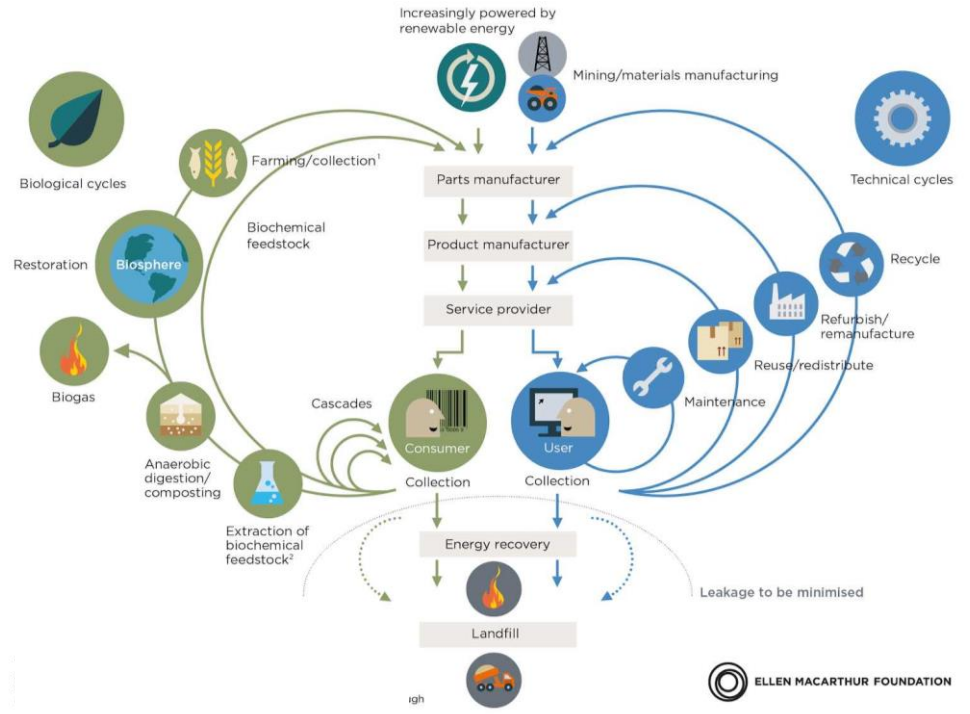 Increasingly powered by
renewable energy
Mining/materials manufacturing
Biological cycles
Technical cycles
Farming/collection¹
Parts manufacturer
Biochemical
feedstock
Product manufacturer
Restoration
Biosphere
Recycle
Service provider
Refurbish/
remanufacture
Biogas
Reuse/redistribute
Cascades
Maintenance
Consumer
User
Anaerobic
digestion/
composting
Collection
Collection
Extraction of
biochemical
feedstock²
Energy recovery
Leakage to be minimised
Landfill
ELLEN MACARTHUR FOUNDATION